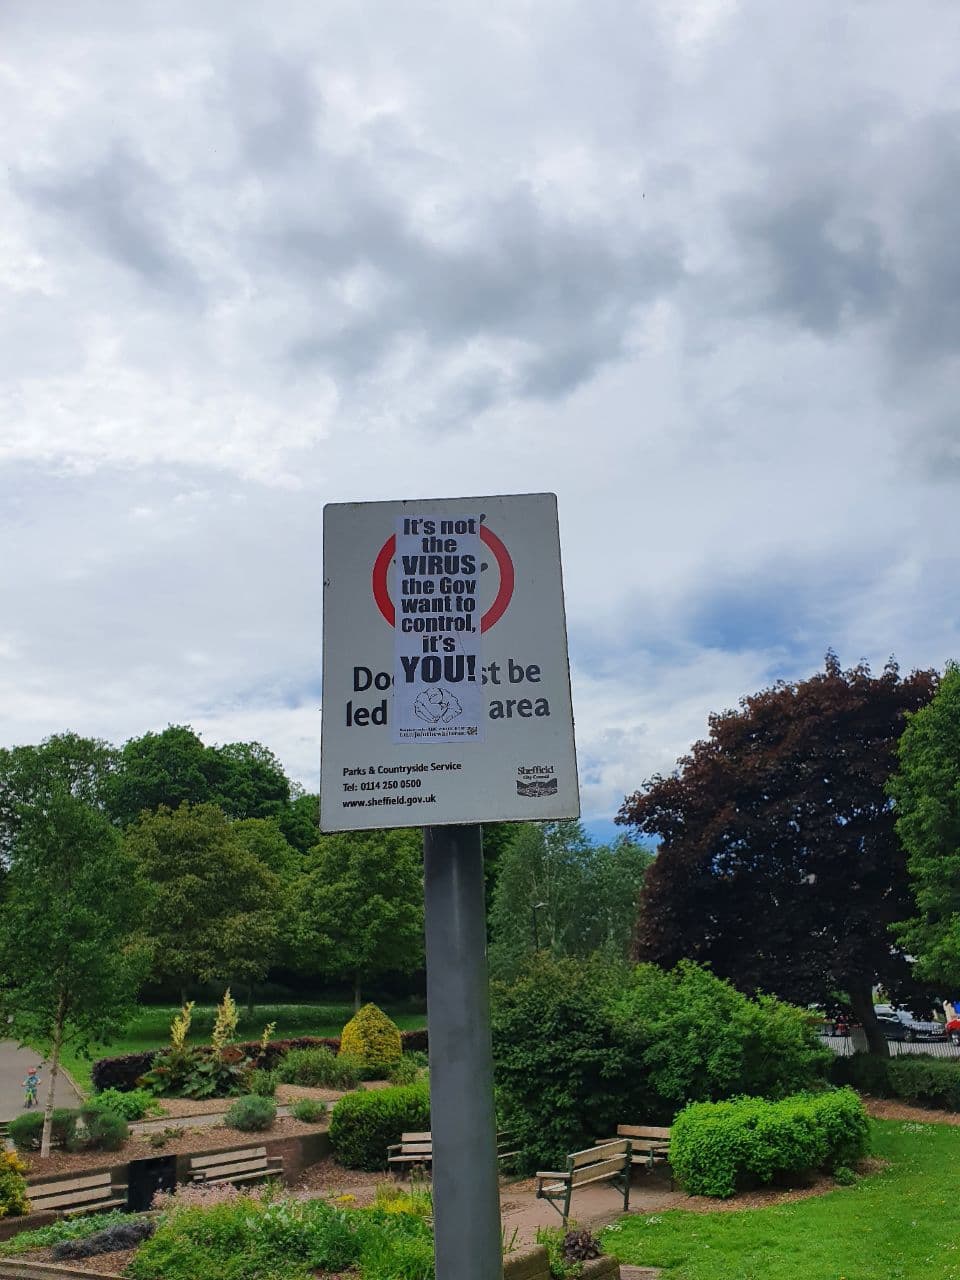 It's not
the
VIRUS
the Gov
want to
control,
it's
YOU!
Do st be
led area
Parks & Countryside Service
Tel: 0114 250 0500
www.sheffield.gov.uk
Sheffield
City Council